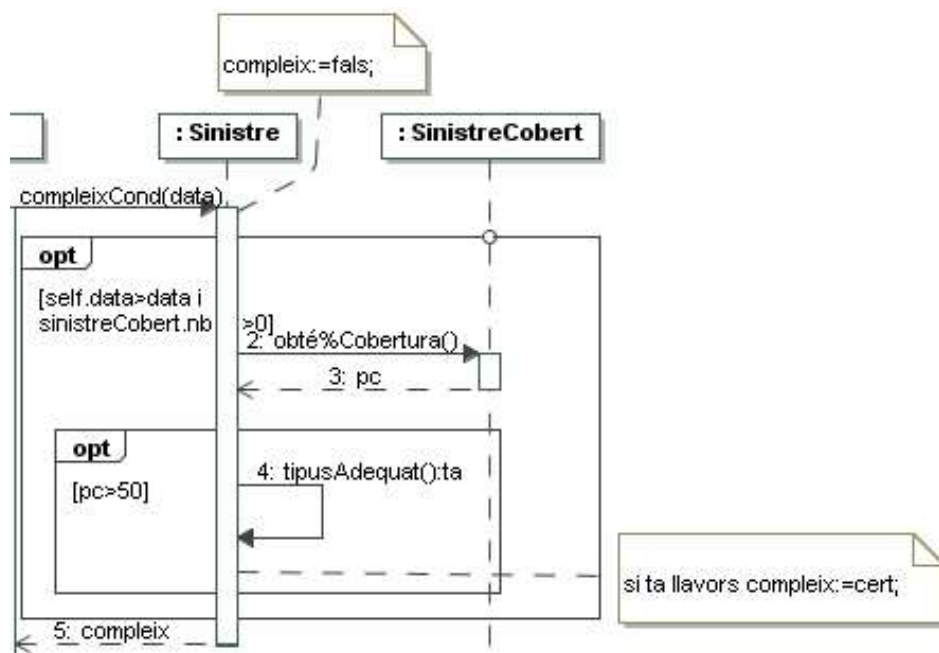 compleix:=fals;
: Sinistre
: SinistreCobert
compleixCond(data)
opt
[self.data>data i
sinistreCobert.nb >0]
2: obté%Cobertura()
3: pc
opt
[pc>50]
4: tipusAdequat():ta
si ta llavors compleix:=cert;
5: compleix